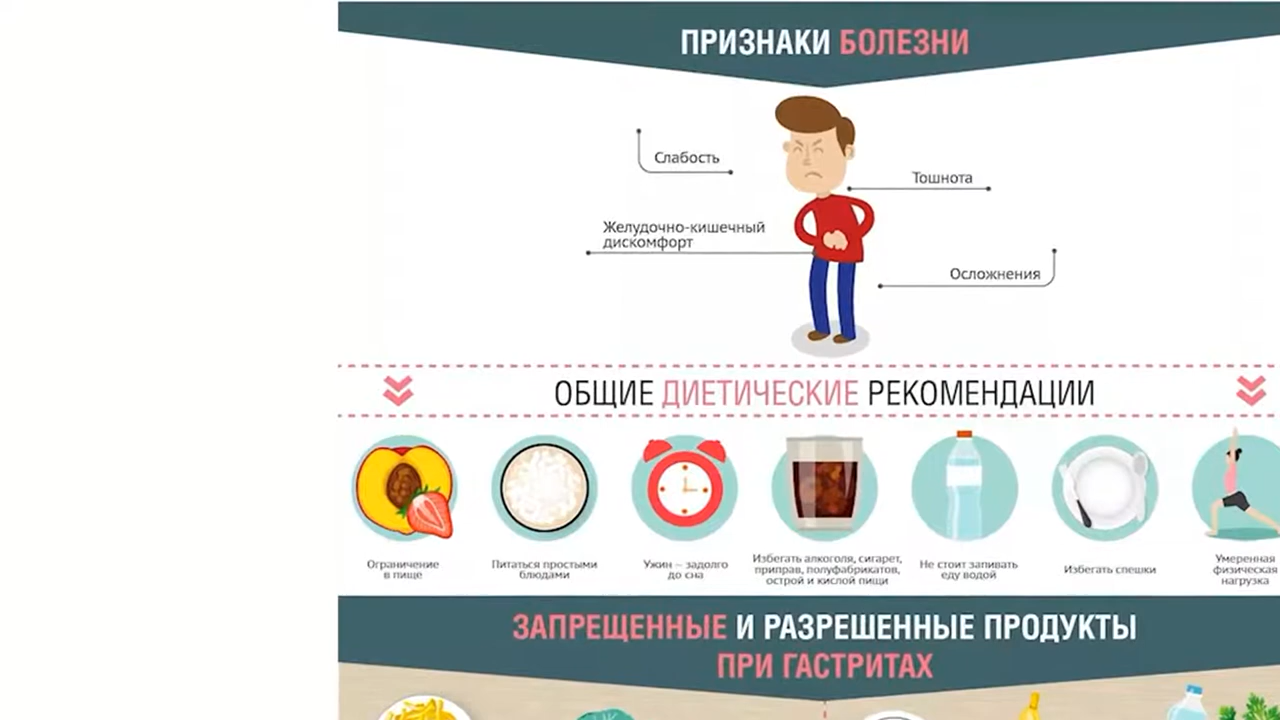 ПРИЗНАКИ БОЛЕЗНИ
Слабость
Тошнота
Желудочно-кишечный
дискомфорт
Осложнения
ОБЩИЕ ДИЕТИЧЕСКИЕ РЕКОМЕНДАЦИИ
Ограничение
в пище
Питаться простыми
блюдами
Ужин – задолго
до сна
Избегать алкоголя, сигарет,
приправ, полуфабрикатов,
острой и кислой пищи
Не стоит запивать
еду водой
Избегать спешки
Умеренная
физическая
нагрузка
ЗАПРЕЩЕННЫЕ И РАЗРЕШЕННЫЕ ПРОДУКТЫ
ПРИ ГАСТРИТАХ